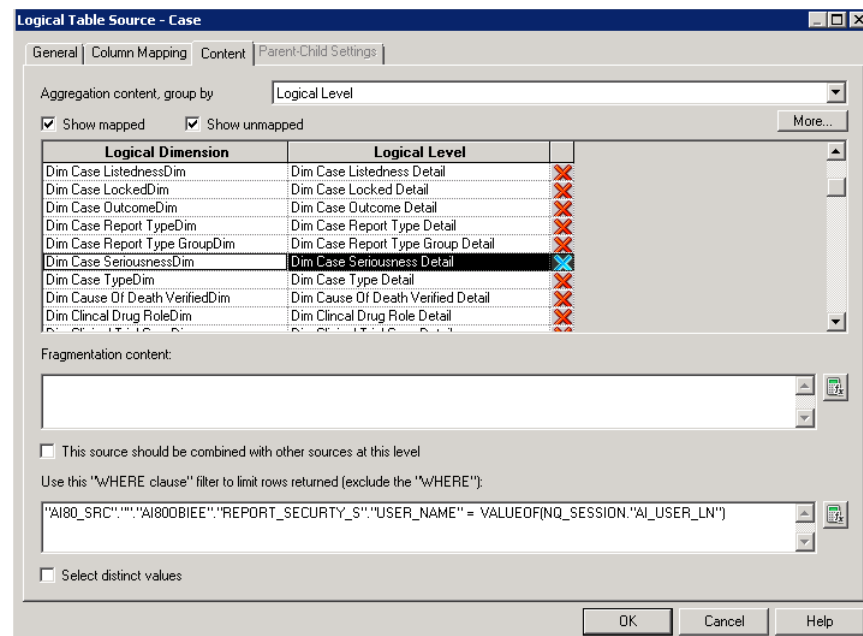 Logical Table Source - Case
General Column Mapping Content Parent-Child Settings
Aggregation content, group by Logical Level
Show mapped Show unmapped More...
Logical Dimension Logical Level
Dim Case ListednessDim Dim Case Listedness Detail
Dim Case LockedDim Dim Case Locked Detail
Dim Case OutcomeDim Dim Case Outcome Detail
Dim Case Report TypeDim Dim Case Report Type Detail
Dim Case Report Type GroupDim Dim Case Report Type Group Detail
Dim Case SeriousnessDim Dim Case Seriousness Detail
Dim Case TypeDim Dim Case Type Detail
Dim Cause Of Death VerifiedDim Dim Cause Of Death Verified Detail
Dim Clincal Drug RoleDim Dim Clincal Drug Role Detail
Fragmentation content:
This source should be combined with other sources at this level
Use this "WHERE clause" filter to limit rows returned (exclude the "WHERE"):
"AI80_SRC"."".""AI80OBIEE"."REPORT_SECURTY_S"."USER_NAME" = VALUEOF(NQ_SESSION."AI_USER_LN")
Select distinct values
OK Cancel Help